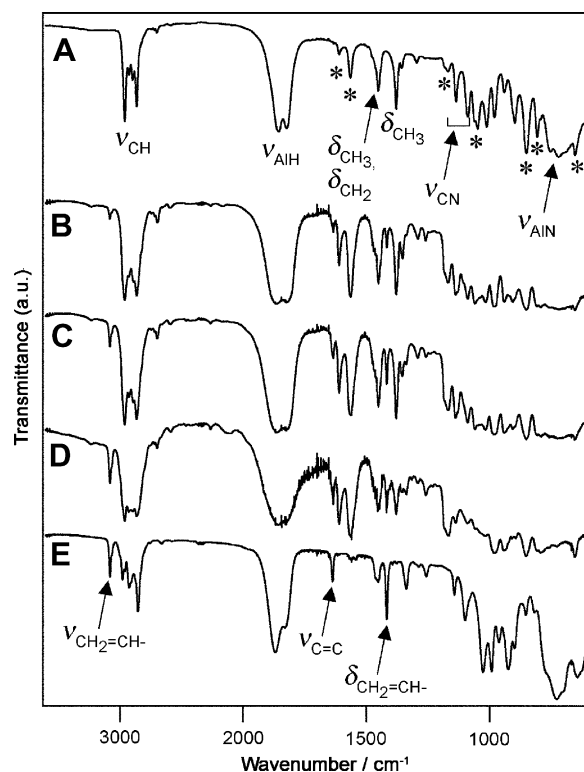 A
* * * * * * *
νCH
νAlH
δCH3,
δCH2
δCH3
νCN
νAlN
B
C
D
E
νCH2=CH-
νC=C
δCH2=CH-
Transmittance (a.u.)
3000 2000 1500 1000
Wavenumber / cm-1